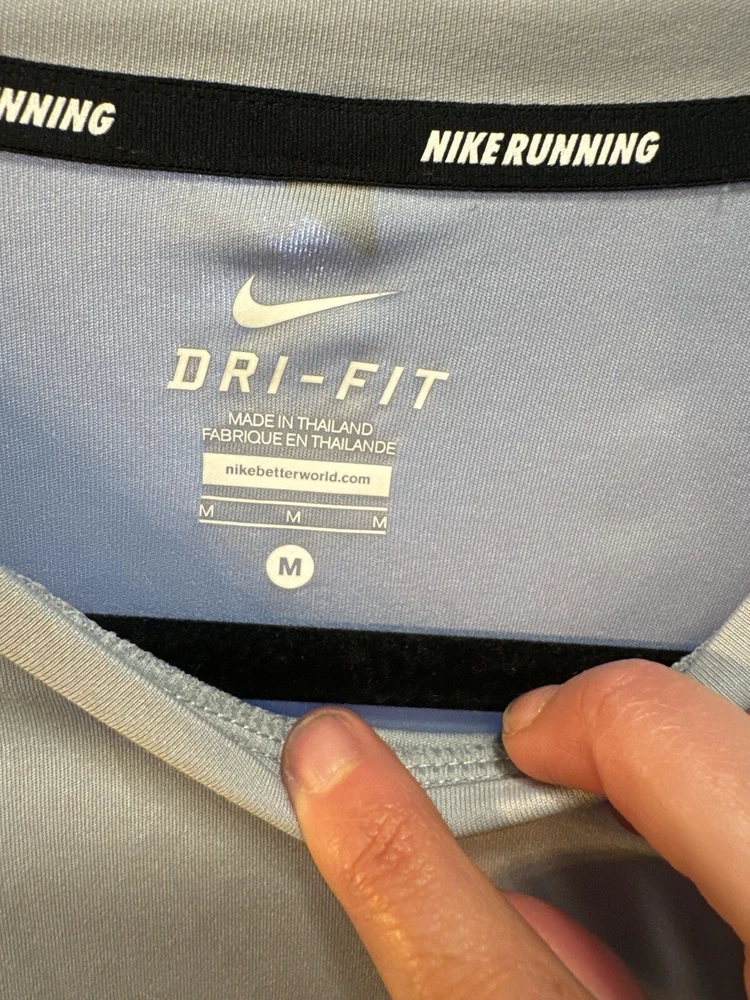 NNING
NIKE RUNNING
DRI-FIT
MADE IN THAILAND
FABRIQUE EN THAILANDE
nikebetterworld.com
M M M
M